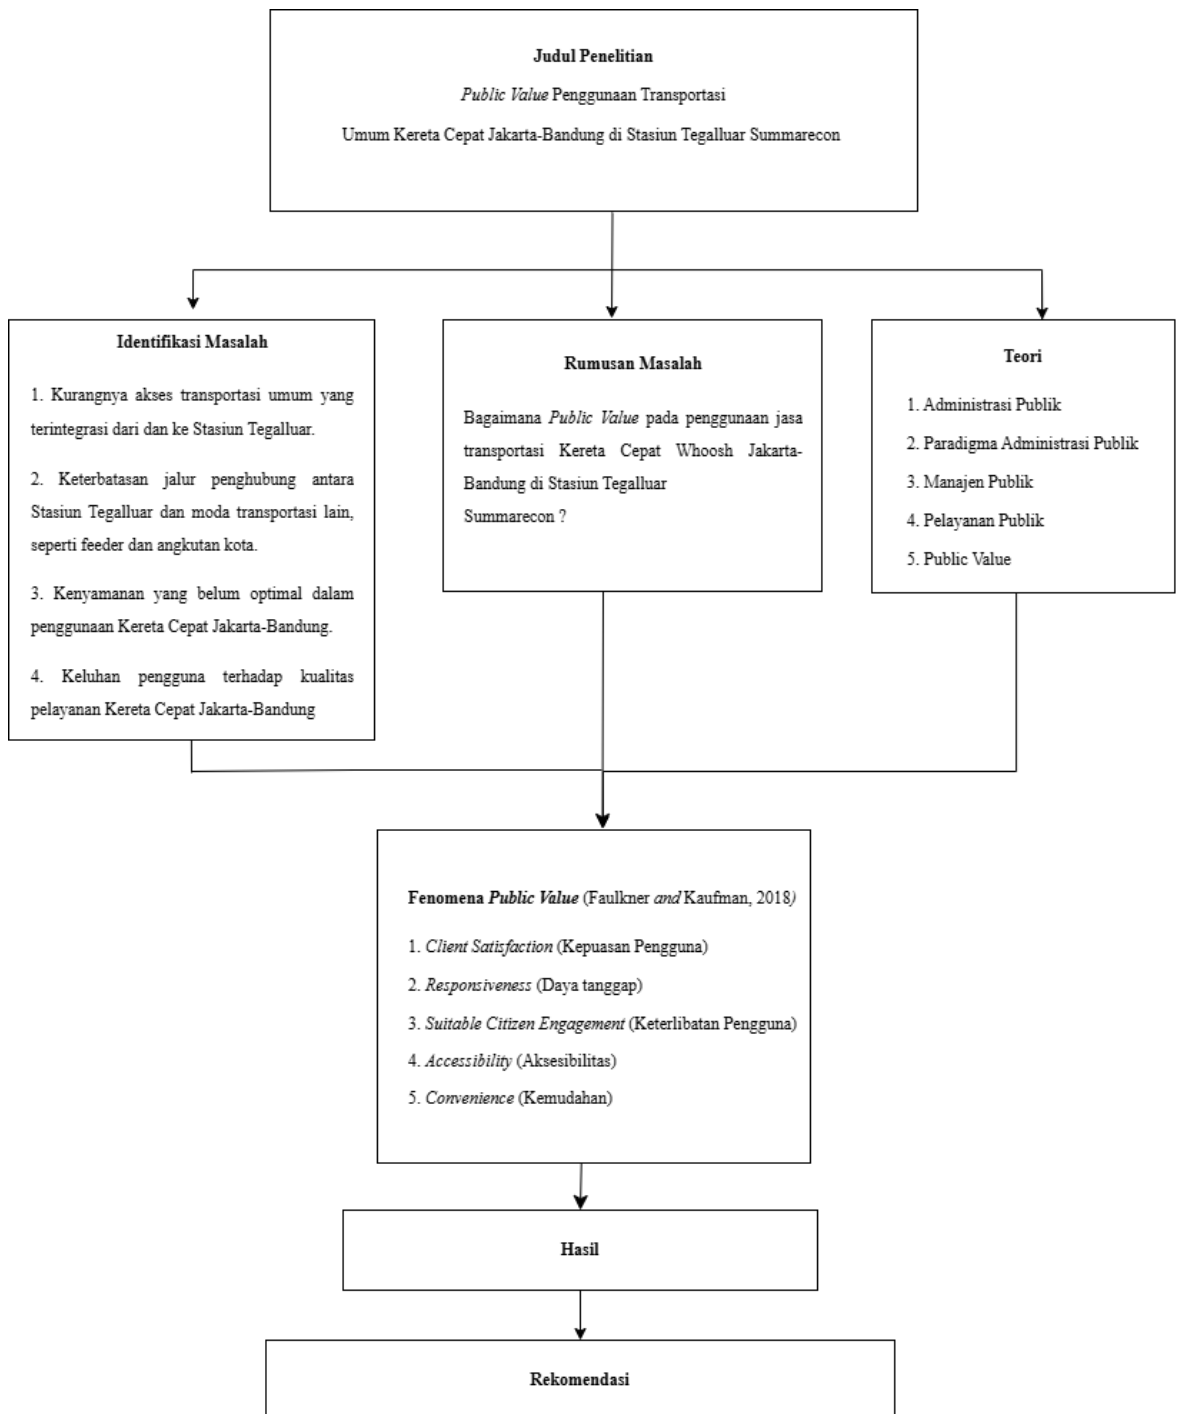 Judul Penelitian
Public Value Penggunaan Transportasi
Umum Kereta Cepat Jakarta-Bandung di Stasiun Tegalluar Summarecon
Identifikasi Masalah
1. Kurangnya akses transportasi umum yang
terintegrasi dari dan ke Stasiun Tegalluar.
2. Keterbatasan jalur penghubung antara
Stasiun Tegalluar dan moda transportasi lain,
seperti feeder dan angkutan kota.
3. Kenyamanan yang belum optimal dalam
penggunaan Kereta Cepat Jakarta-Bandung.
4. Keluhan pengguna terhadap kualitas
pelayanan Kereta Cepat Jakarta-Bandung
Rumusan Masalah
Bagaimana Public Value pada penggunaan jasa
transportasi Kereta Cepat Whoosh Jakarta-
Bandung di Stasiun Tegalluar
Summarecon ?
Teori
1. Administrasi Publik
2. Paradigma Administrasi Publik
3. Manajen Publik
4. Pelayanan Publik
5. Public Value
Fenomena Public Value (Faulkner and Kaufman, 2018)
1. Client Satisfaction (Kepuasan Pengguna)
2. Responsiveness (Daya tanggap)
3. Suitable Citizen Engagement (Keterlibatan Pengguna)
4. Accessibility (Aksesibilitas)
5. Convenience (Kemudahan)
Hasil
Rekomendasi